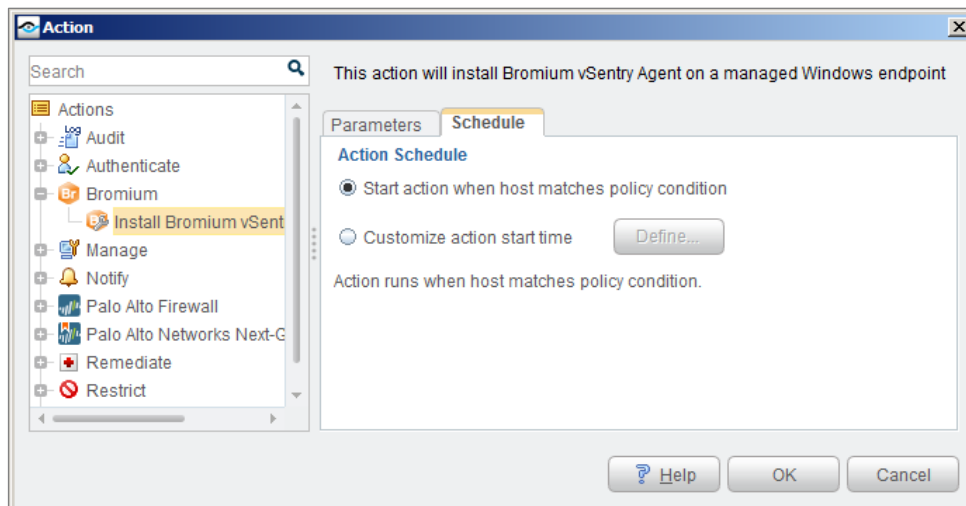 Action
Search
This action will install Bromium vSentry Agent on a managed Windows endpoint
Actions
Audit
Authenticate
Bromium
Install Bromium vSent
Manage
Notify
Palo Alto Firewall
Palo Alto Networks Next-G
Remediate
Restrict
Parameters
Schedule
Action Schedule
Start action when host matches policy condition
Customize action start time
Define...
Action runs when host matches policy condition.
Help
OK
Cancel